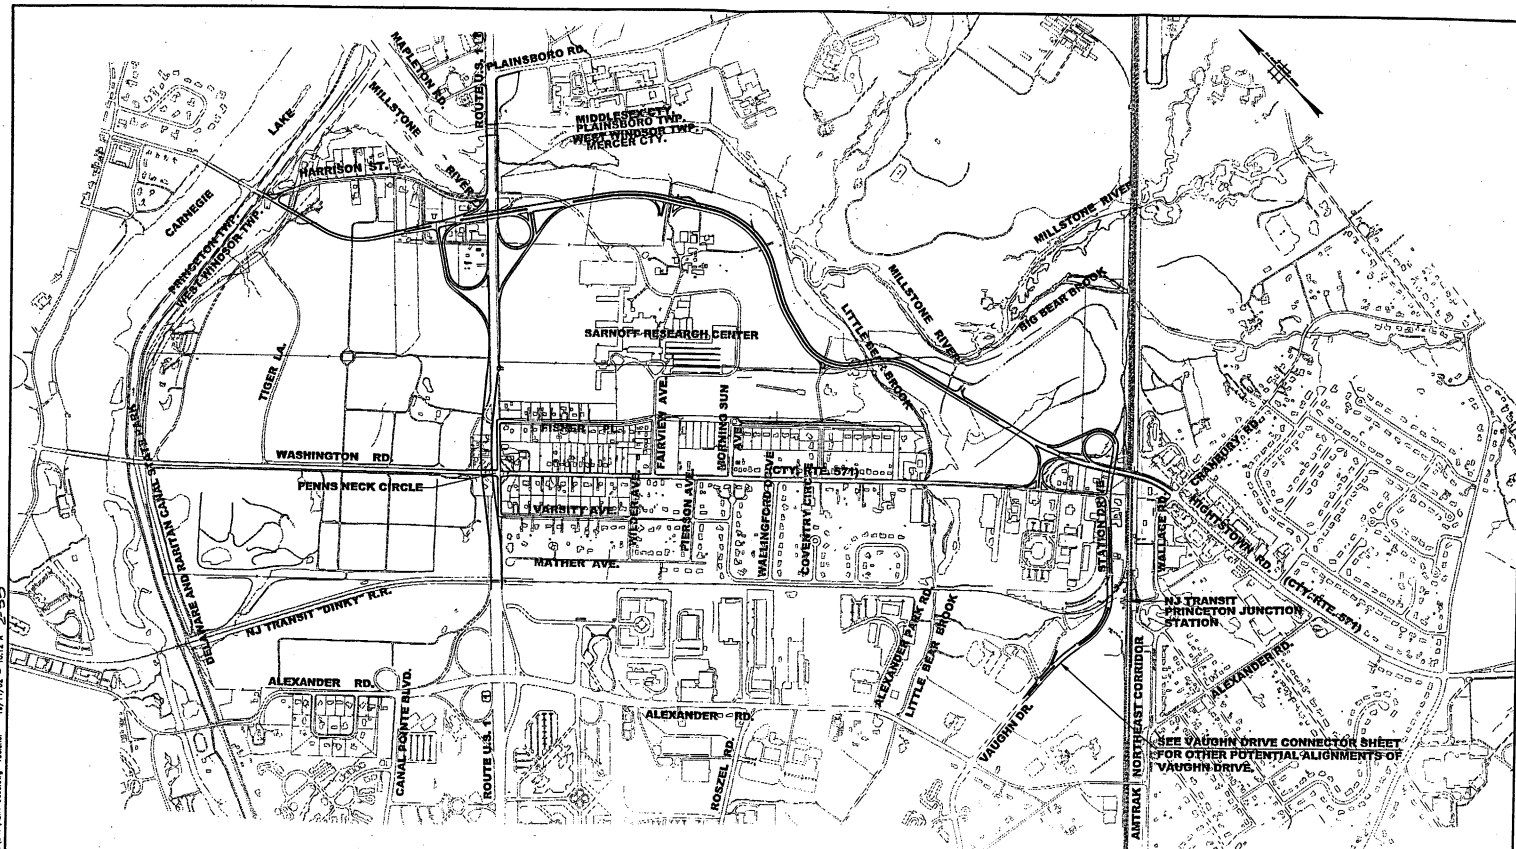 MAPLETON RD.
ROUTE U.S. 1
PLAINSBORO RD.
LAKE
CARNEGIE
MILLSTONE
RIVER
MIDDLESEX CTY.
PLAINSBORO TWP.
WEST WINDSOR TWP.
MERCER CTY.
HARRISON ST.
PRINCETON TWP.
WEST WINDSOR TWP.
MILLSTONE RIVER
MILLSTONE RIVER
BIG BEAR BROOK
LITTLE BEAR BROOK
SARNOFF RESEARCH CENTER
TIGER LA.
FAIRVIEW AVE.
MORNING SUN
AVE.
FISHER PL.
WASHINGTON RD.
(CTY. RTE. 571)
PENNS NECK CIRCLE
VARSITY AVE.
WILDER AVE.
PIERSON AVE.
WALLINGFORD DRIVE
COVENTRY CIRCLE
MATHER AVE.
STATION DRIVE
WALLACE RD.
CRANBURY RD.
HIGHTSTOWN RD.
(CTY. RTE. 571)
DELAWARE AND RARITAN CANAL STATE PARK
NJ TRANSIT "DINKY" R.R.
NJ TRANSIT
PRINCETON JUNCTION
STATION
ALEXANDER RD.
ALEXANDER PARK RD.
LITTLE BEAR BROOK
ALEXANDER RD.
CANAL POINTE BLVD.
ROUTE U.S. 1
ALEXANDER RD.
ROSZEL RD.
VAUGHN DR.
AMTRAK NORTHEAST CORRIDOR
SEE VAUGHN DRIVE CONNECTOR SHEET
FOR OTHER POTENTIAL ALIGNMENTS OF
VAUGHN DRIVE.